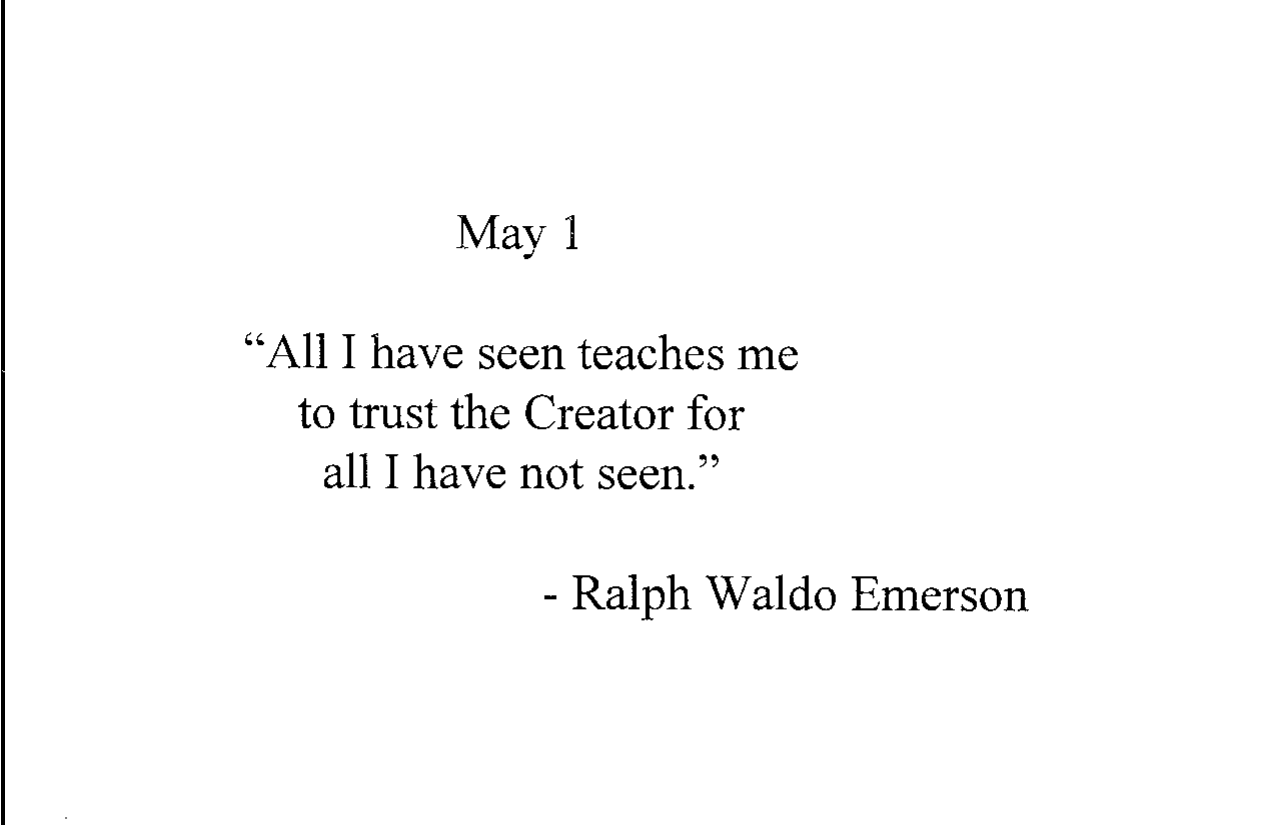 May 1
“All I have seen teaches me
to trust the Creator for
all I have not seen.”
- Ralph Waldo Emerson